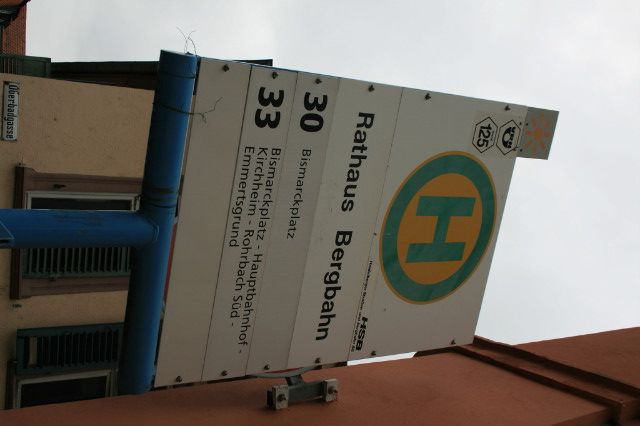 125
H
HSB
Rathaus Bergbahn
30 Bismarckplatz
33 Bismarckplatz - Hauptbahnhof -
Kirchheim - Rohrbach Süd -
Emmertsgrund
Oberbadgasse